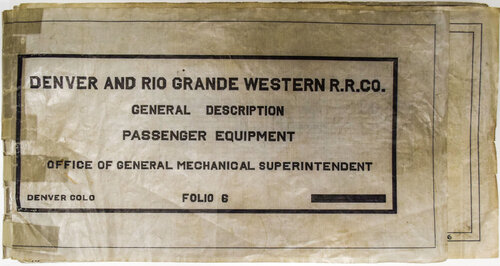 DENVER AND RIO GRANDE WESTERN R.R.CO.
GENERAL DESCRIPTION
PASSENGER EQUIPMENT
OFFICE OF GENERAL MECHANICAL SUPERINTENDENT
DENVER COLO FOLIO 6
6